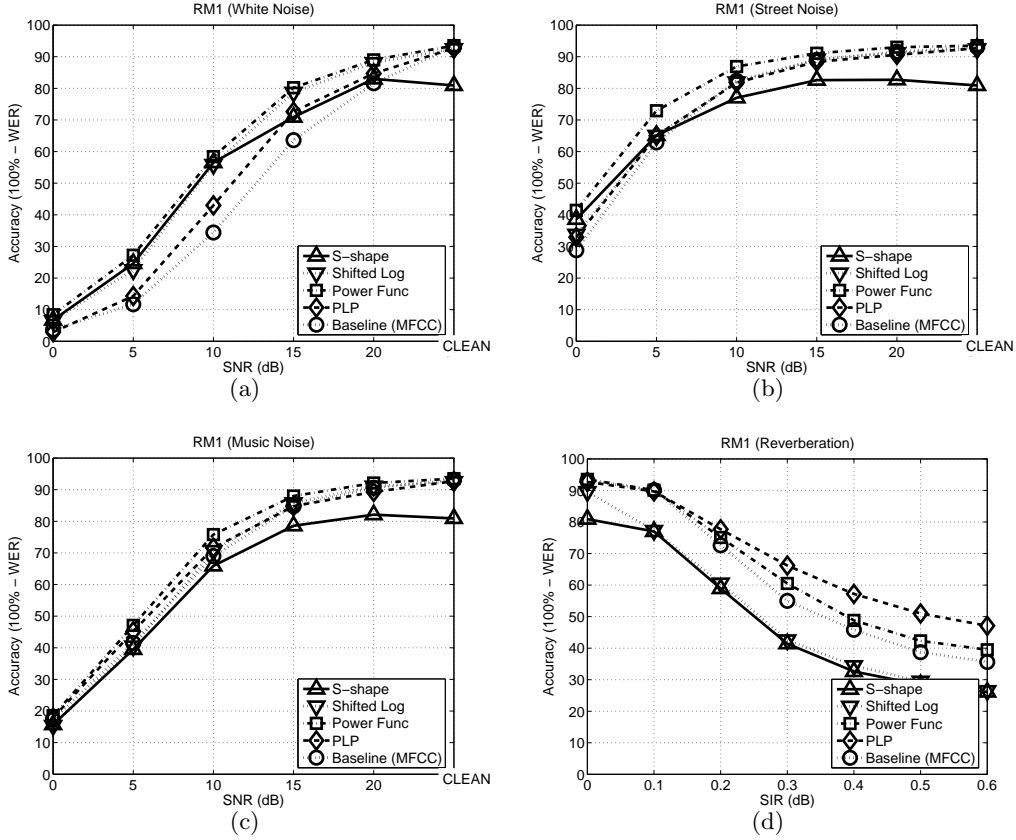 RM1 (White Noise)
100
90
80
70
60
50
40
30
20
10
0
Accuracy (100% − WER)
S−shape
Shifted Log
Power Func
PLP
Baseline (MFCC)
0
5
10
15
20
CLEAN
SNR (dB)
(a)
RM1 (Street Noise)
100
90
80
70
60
50
40
30
20
10
0
Accuracy (100% − WER)
S−shape
Shifted Log
Power Func
PLP
Baseline (MFCC)
0
5
10
15
20
CLEAN
SNR (dB)
(b)
RM1 (Music Noise)
100
90
80
70
60
50
40
30
20
10
0
Accuracy (100% − WER)
S−shape
Shifted Log
Power Func
PLP
Baseline (MFCC)
0
5
10
15
20
CLEAN
SNR (dB)
(c)
RM1 (Reverberation)
100
90
80
70
60
50
40
30
20
10
0
Accuracy (100% − WER)
S−shape
Shifted Log
Power Func
PLP
Baseline (MFCC)
0
0.1
0.2
0.3
0.4
0.5
0.6
SIR (dB)
(d)